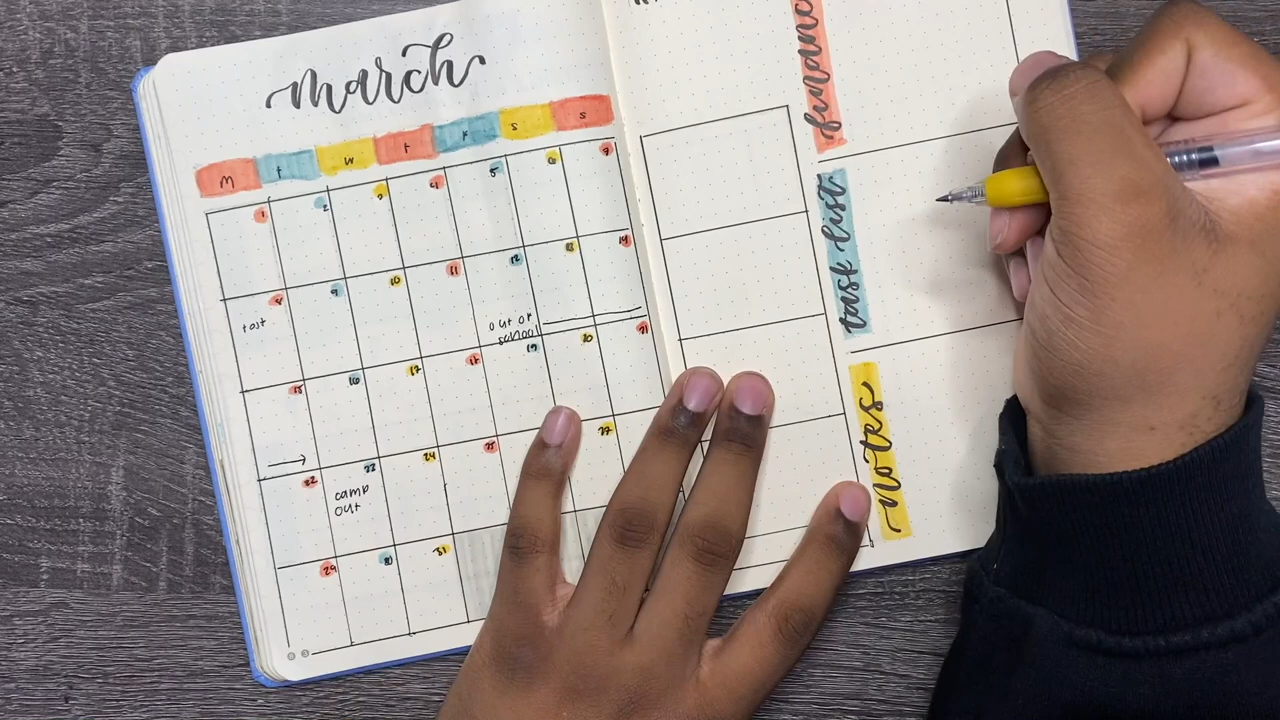 march
M T W T F S S
1 2 3 4 5 6 7
8 9 10 11 12 13 14
test
out of
school
15 16 17 18 19 20 21
22 23 24 25 27
camp
out
29 30 31
financ
task list
notes